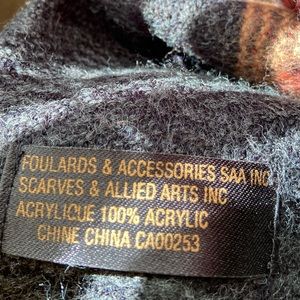 FOULARDS & ACCESSORIES SAA INC
SCARVES & ALLIED ARTS INC
ACRYLIQUE 100% ACRYLIC
CHINE CHINA CA00253